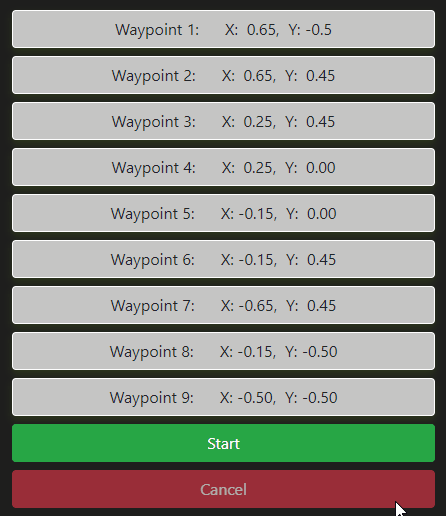 Waypoint 1: X: 0.65, Y: -0.5
Waypoint 2: X: 0.65, Y: 0.45
Waypoint 3: X: 0.25, Y: 0.45
Waypoint 4: X: 0.25, Y: 0.00
Waypoint 5: X: -0.15, Y: 0.00
Waypoint 6: X: -0.15, Y: 0.45
Waypoint 7: X: -0.65, Y: 0.45
Waypoint 8: X: -0.15, Y: -0.50
Waypoint 9: X: -0.50, Y: -0.50
Start
Cancel